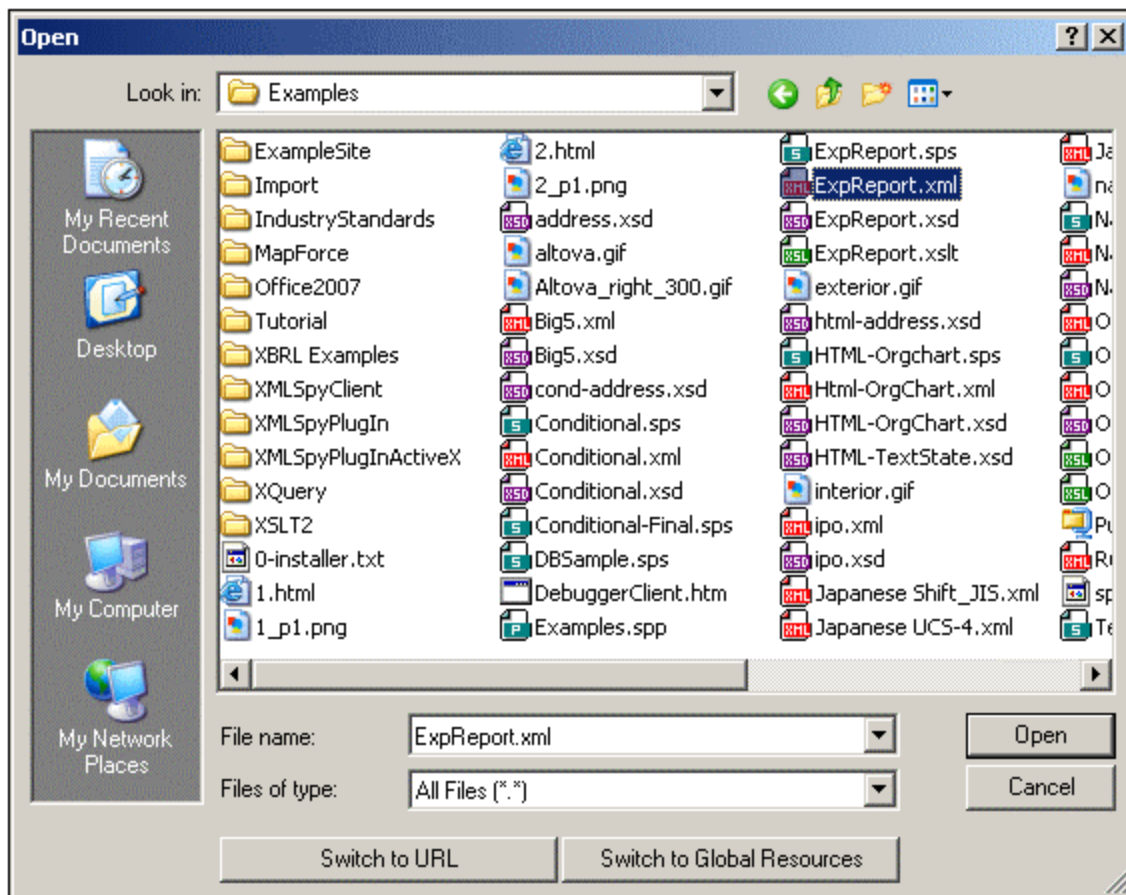 Open
Look in: Examples
My Recent
Documents
Desktop
My Documents
My Computer
My Network
Places
ExampleSite
Import
IndustryStandards
MapForce
Office2007
Tutorial
XBRL Examples
XMLSpyClient
XMLSpyPlugIn
XMLSpyPlugInActiveX
XQuery
XSLT2
0-installer.txt
1.html
1_p1.png
2.html
2_p1.png
address.xsd
altova.gif
Altova_right_300.gif
Big5.xml
Big5.xsd
cond-address.xsd
Conditional.sps
Conditional.xml
Conditional.xsd
Conditional-Final.sps
DBSample.sps
DebuggerClient.htm
Examples.spp
ExpReport.sps
ExpReport.xml
ExpReport.xsd
ExpReport.xslt
exterior.gif
html-address.xsd
HTML-Orgchart.sps
Html-OrgChart.xml
HTML-OrgChart.xsd
HTML-TextState.xsd
interior.gif
ipo.xml
ipo.xsd
Japanese Shift_JIS.xml
Japanese UCS-4.xml
File name: ExpReport.xml
Open
Files of type: All Files (*.*)
Cancel
Switch to URL
Switch to Global Resources